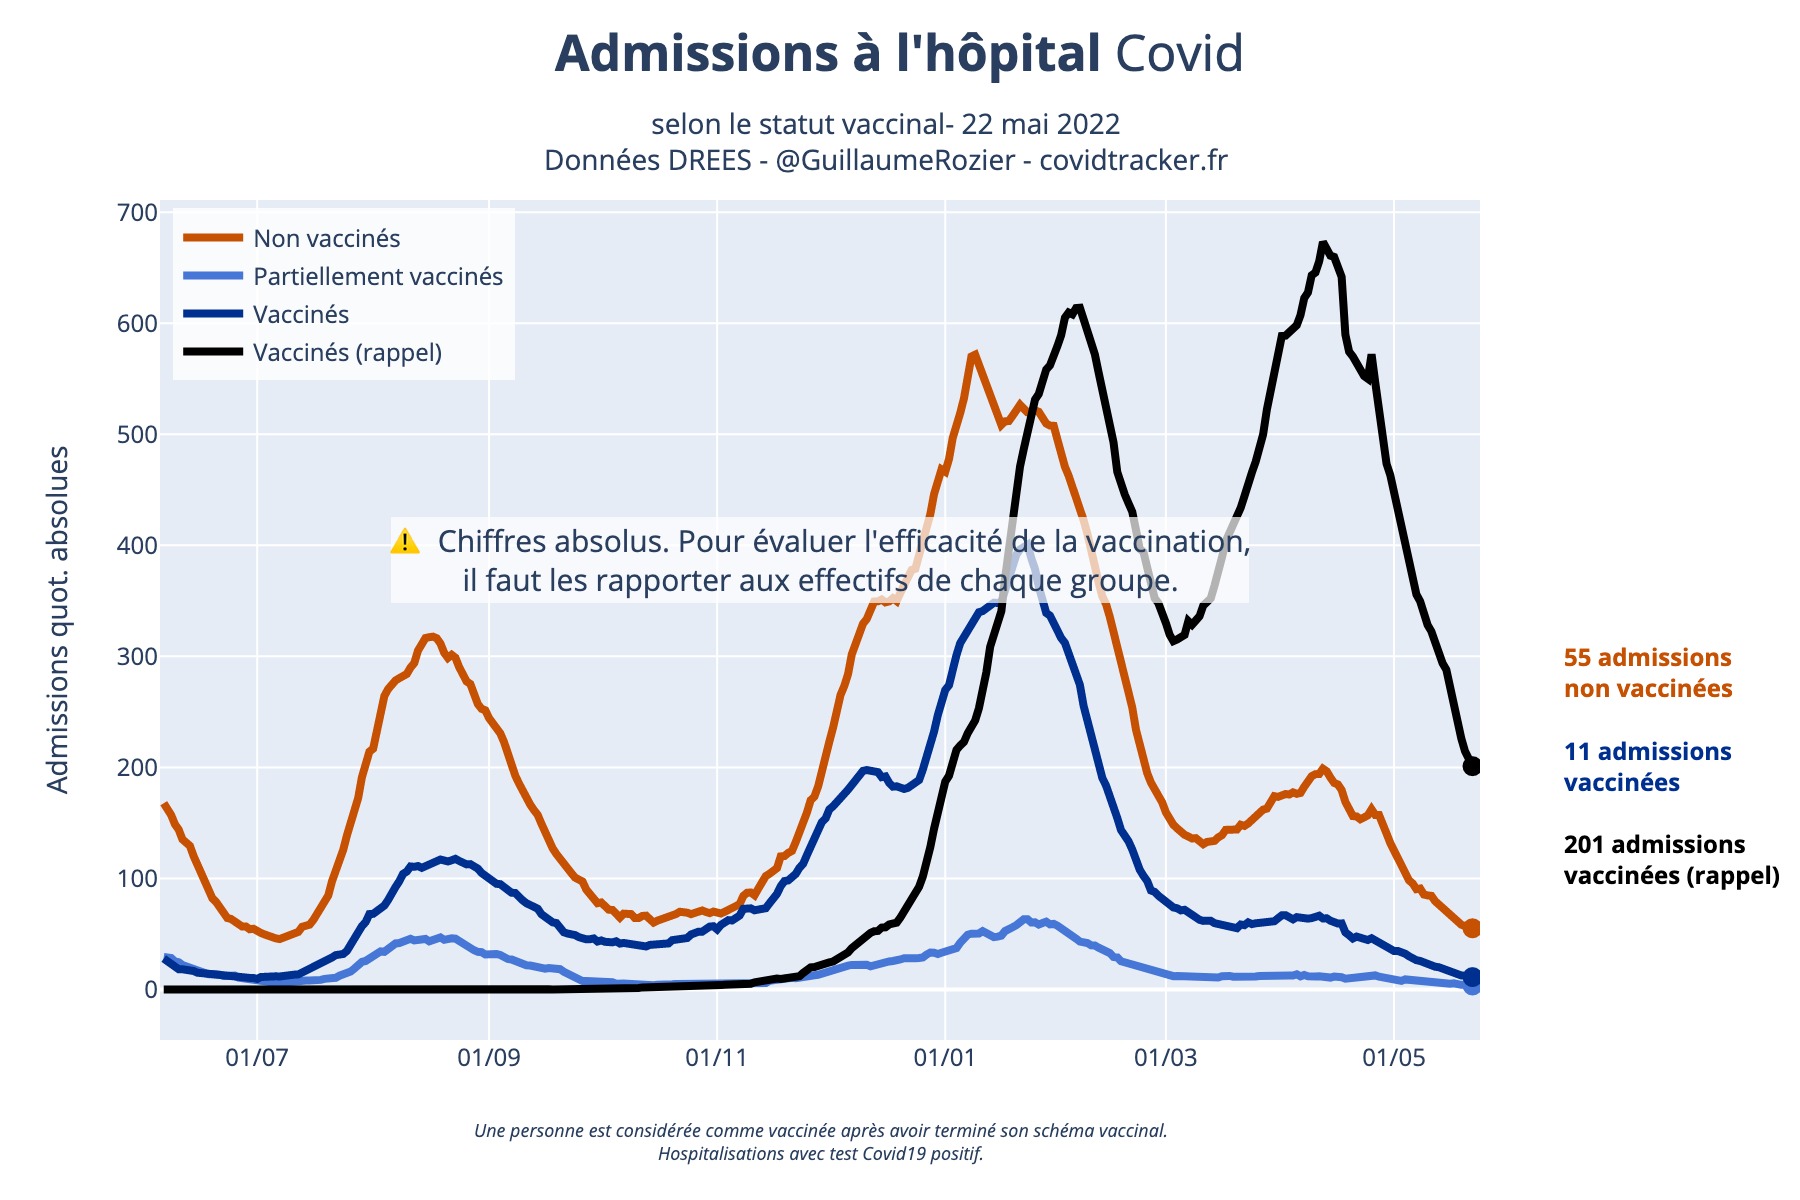 Admissions à l'hôpital Covid
selon le statut vaccinal- 22 mai 2022
Données DREES - @GuillaumeRozier - covidtracker.fr
Admissions quot. absolues
700
600
500
400
300
200
100
0
Non vaccinés
Partiellement vaccinés
Vaccinés
Vaccinés (rappel)
⚠️ Chiffres absolus. Pour évaluer l'efficacité de la vaccination,
il faut les rapporter aux effectifs de chaque groupe.
55 admissions
non vaccinées
11 admissions
vaccinées
201 admissions
vaccinées (rappel)
01/07 01/09 01/11 01/01 01/03 01/05
Une personne est considérée comme vaccinée après avoir terminé son schéma vaccinal.
Hospitalisations avec test Covid19 positif.